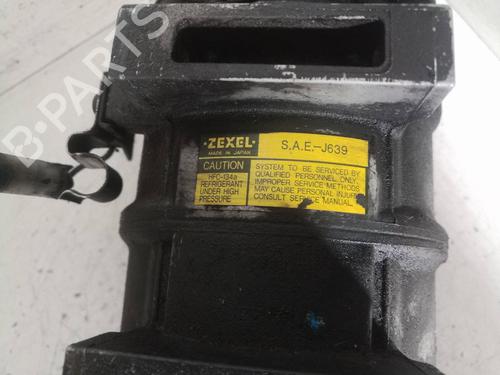 ZEXEL
MADE IN JAPAN
S.A.E.-J639
CAUTION
HFC-134a
REFRIGERANT
UNDER HIGH
PRESSURE
SYSTEM TO BE SERVICED BY
QUALIFIED PERSONNEL ONLY.
IMPROPER SERVICE METHODS
MAY CAUSE PERSONAL INJURY.
CONSULT SERVICE MANUAL.
B-PARTS